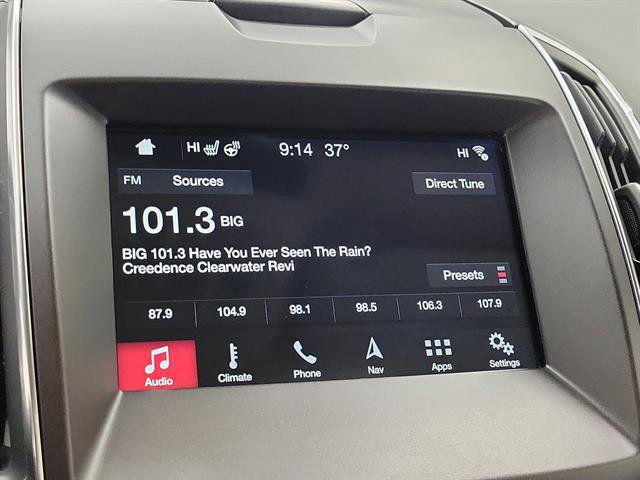 HI 9:14 37° HI
FM Sources Direct Tune
101.3 BIG
BIG 101.3 Have You Ever Seen The Rain?
Creedence Clearwater Revi
Presets
87.9 104.9 98.1 98.5 106.3 107.9
Audio Climate Phone Nav Apps Settings